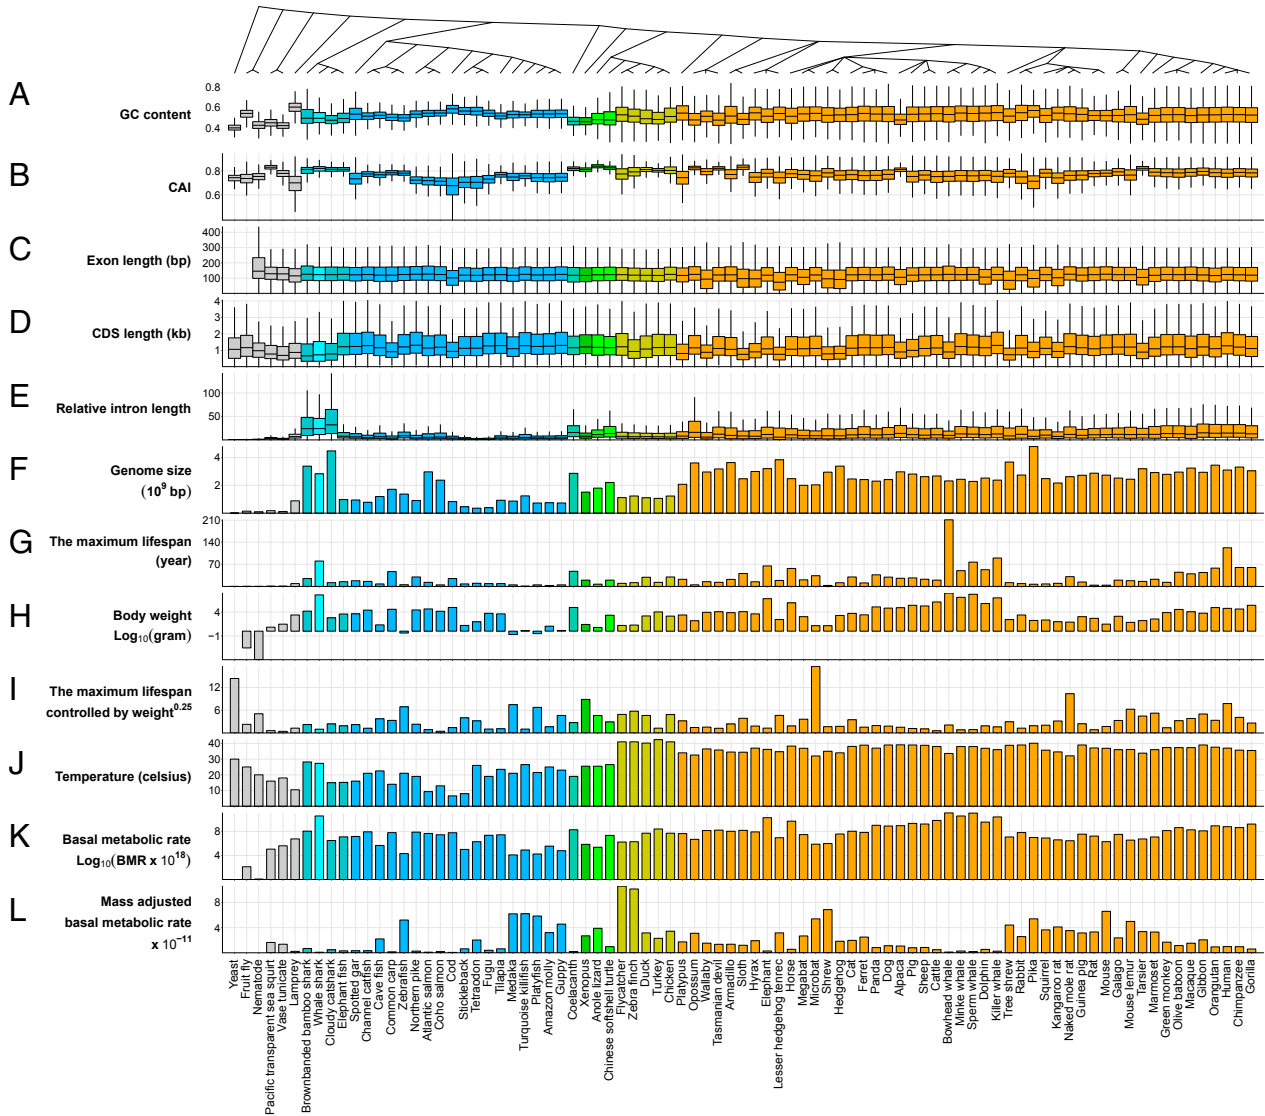 A
GC content
0.8
0.6
0.4
B
CAI
0.8
0.6
C
Exon length (bp)
400
300
200
100
D
CDS length (kb)
4
3
2
1
E
Relative intron length
100
50
F
Genome size
(10⁹ bp)
4
2
G
The maximum lifespan
(year)
210
140
70
H
Body weight
Log₁₀(gram)
4
−1
I
The maximum lifespan
controlled by weight⁰·²⁵
12
6
J
Temperature (celsius)
40
30
20
10
K
Basal metabolic rate
Log₁₀(BMR x 10¹⁸)
8
4
L
Mass adjusted
basal metabolic rate
x 10⁻¹¹
8
4
Yeast
Fruit fly
Nematode
Pacific transparent sea squirt
Vase tunicate
Lamprey
Brownbanded bamboo shark
Whale shark
Cloudy catshark
Elephant fish
Spotted gar
Channel catfish
Cave fish
Common carp
Zebrafish
Northern pike
Atlantic salmon
Coho salmon
Cod
Stickleback
Tetraodon
Fugu
Tilapia
Medaka
Turquoise killifish
Platyfish
Amazon molly
Guppy
Coelacanth
Xenopus
Anole lizard
Chinese softshell turtle
Flycatcher
Zebra finch
Duck
Turkey
Chicken
Platypus
Opossum
Wallaby
Tasmanian devil
Armadillo
Sloth
Hyrax
Elephant
Lesser hedgehog tenrec
Horse
Megabat
Microbat
Shrew
Hedgehog
Cat
Ferret
Panda
Dog
Alpaca
Pig
Sheep
Cattle
Bowhead whale
Minke whale
Sperm whale
Dolphin
Killer whale
Tree shrew
Rabbit
Pika
Squirrel
Kangaroo rat
Naked mole rat
Guinea pig
Rat
Mouse
Galago
Mouse lemur
Tarsier
Marmoset
Green monkey
Olive baboon
Macaque
Gibbon
Orangutan
Human
Chimpanzee
Gorilla